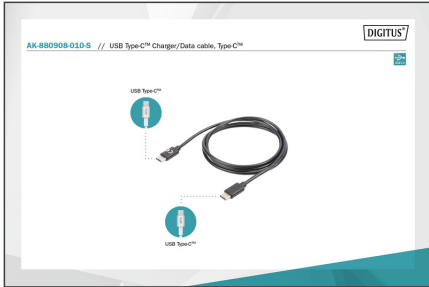 DIGITUS®
AK-880908-010-S // USB Type-C™ Charger/Data cable, Type-C™
USB Type-C™
USB Type-C™